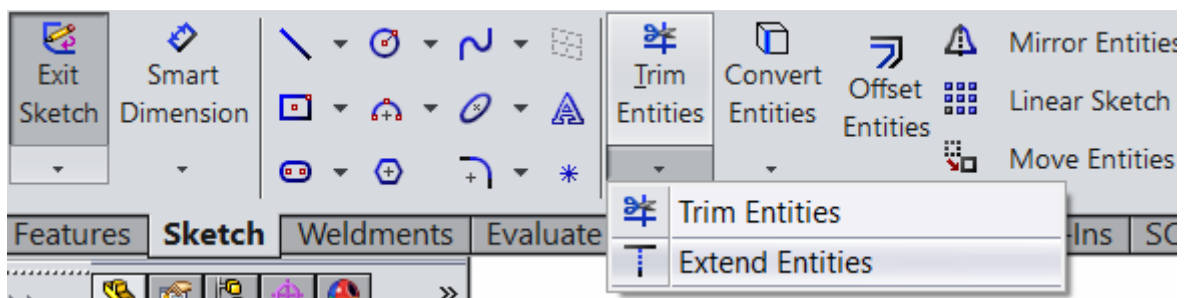 Exit
Sketch
Smart
Dimension
Trim
Entities
Convert
Entities
Offset
Entities
Mirror Entities
Linear Sketch
Move Entities
Trim Entities
Extend Entities
Features Sketch Weldments Evaluate -Ins SO
»